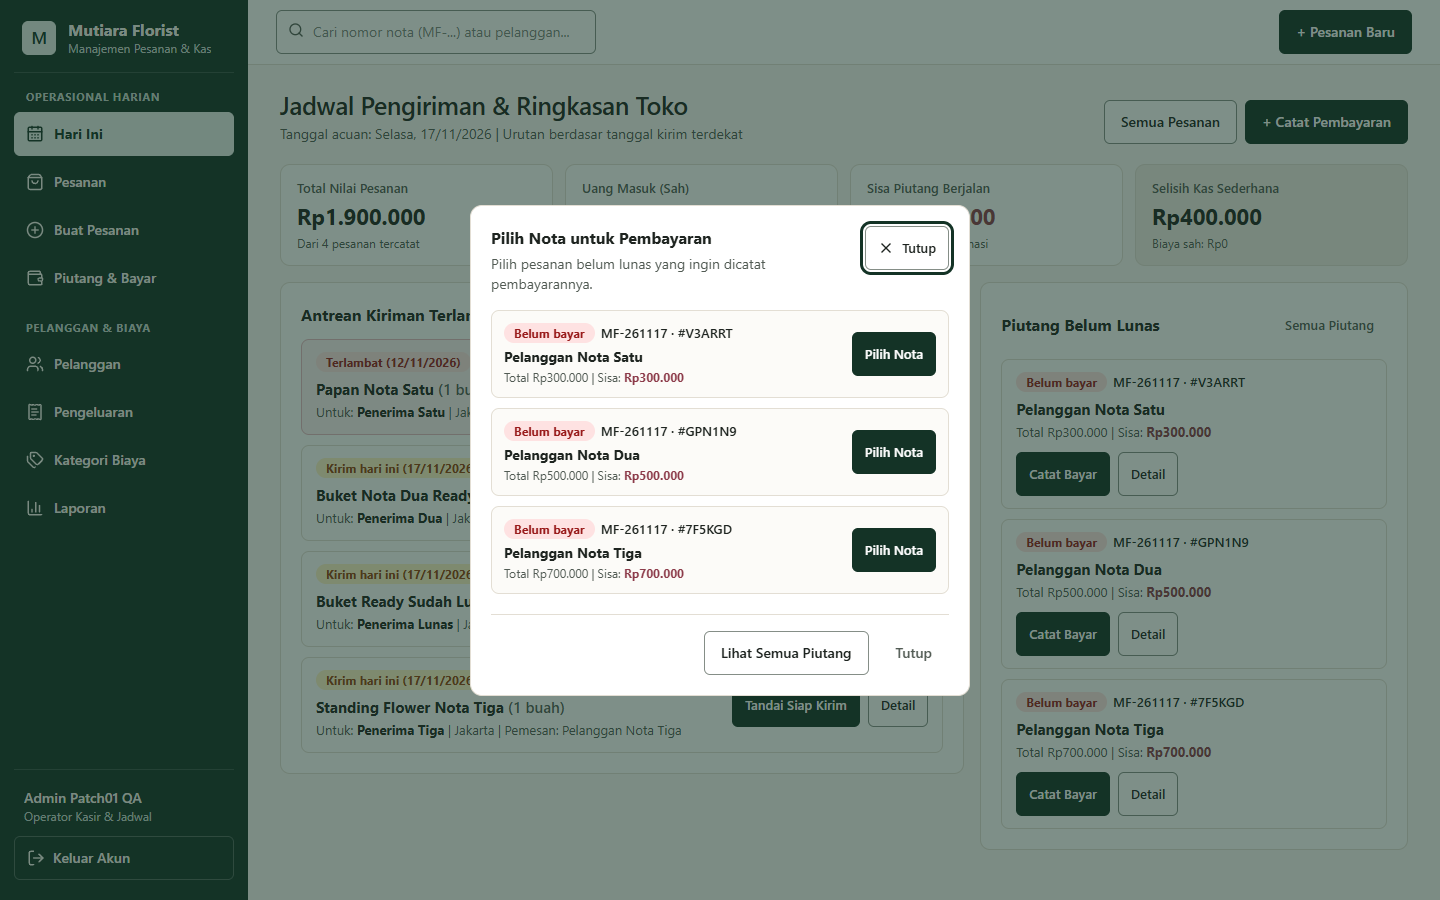 M
Mutiara Florist
Manajemen Pesanan & Kas
OPERASIONAL HARIAN
Hari Ini
Pesanan
Buat Pesanan
Piutang & Bayar
PELANGGAN & BIAYA
Pelanggan
Pengeluaran
Kategori Biaya
Laporan
Admin Patch01 QA
Operator Kasir & Jadwal
Keluar Akun
Cari nomor nota (MF-...) atau pelanggan...
+ Pesanan Baru
Jadwal Pengiriman & Ringkasan Toko
Tanggal acuan: Selasa, 17/11/2026 | Urutan berdasar tanggal kirim terdekat
Semua Pesanan
+ Catat Pembayaran
Total Nilai Pesanan
Rp1.900.000
Dari 4 pesanan tercatat
Uang Masuk (Sah)
Sisa Piutang Berjalan
Selisih Kas Sederhana
Rp400.000
Biaya sah: Rp0
Antrean Kiriman
Terlambat (12/11/2026)
Papan Nota Satu (1
Untuk: Penerima Satu |
Kirim hari ini (17/11/2026
Buket Nota Dua Ready
Untuk: Penerima Dua |
Kirim hari ini (17/11/2026
Buket Ready Sudah
Untuk: Penerima Lunas |
Kirim hari ini (17/11/2026
Standing Flower Nota Tiga (1 buah)
Untuk: Penerima Tiga | Jakarta | Pemesan: Pelanggan Nota Tiga
Tandai Siap Kirim
Detail
Pilih Nota untuk Pembayaran
Pilih pesanan belum lunas yang ingin dicatat
pembayarannya.
Tutup
Belum bayar MF-261117 · #V3ARRT
Pelanggan Nota Satu
Total Rp300.000 | Sisa: Rp300.000
Pilih Nota
Belum bayar MF-261117 · #GPN1N9
Pelanggan Nota Dua
Total Rp500.000 | Sisa: Rp500.000
Pilih Nota
Belum bayar MF-261117 · #7F5KGD
Pelanggan Nota Tiga
Total Rp700.000 | Sisa: Rp700.000
Pilih Nota
Lihat Semua Piutang
Tutup
Piutang Belum Lunas
Semua Piutang
Belum bayar MF-261117 · #V3ARRT
Pelanggan Nota Satu
Total Rp300.000 | Sisa: Rp300.000
Catat Bayar
Detail
Belum bayar MF-261117 · #GPN1N9
Pelanggan Nota Dua
Total Rp500.000 | Sisa: Rp500.000
Catat Bayar
Detail
Belum bayar MF-261117 · #7F5KGD
Pelanggan Nota Tiga
Total Rp700.000 | Sisa: Rp700.000
Catat Bayar
Detail